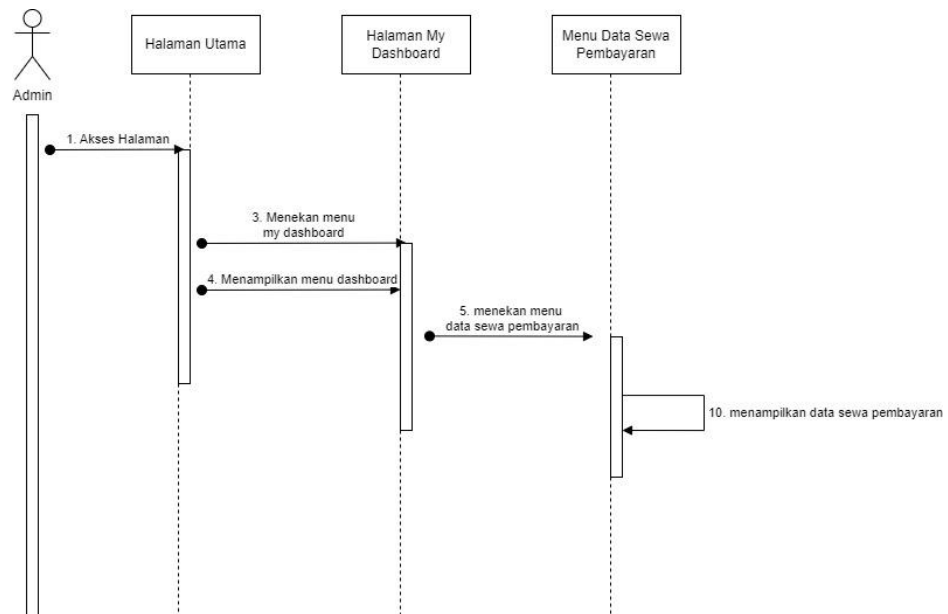 Halaman Utama
Halaman My
Dashboard
Menu Data Sewa
Pembayaran
Admin
1. Akses Halaman
3. Menekan menu
my dashboard
4. Menampilkan menu dashboard
5. menekan menu
data sewa pembayaran
10. menampilkan data sewa pembayaran